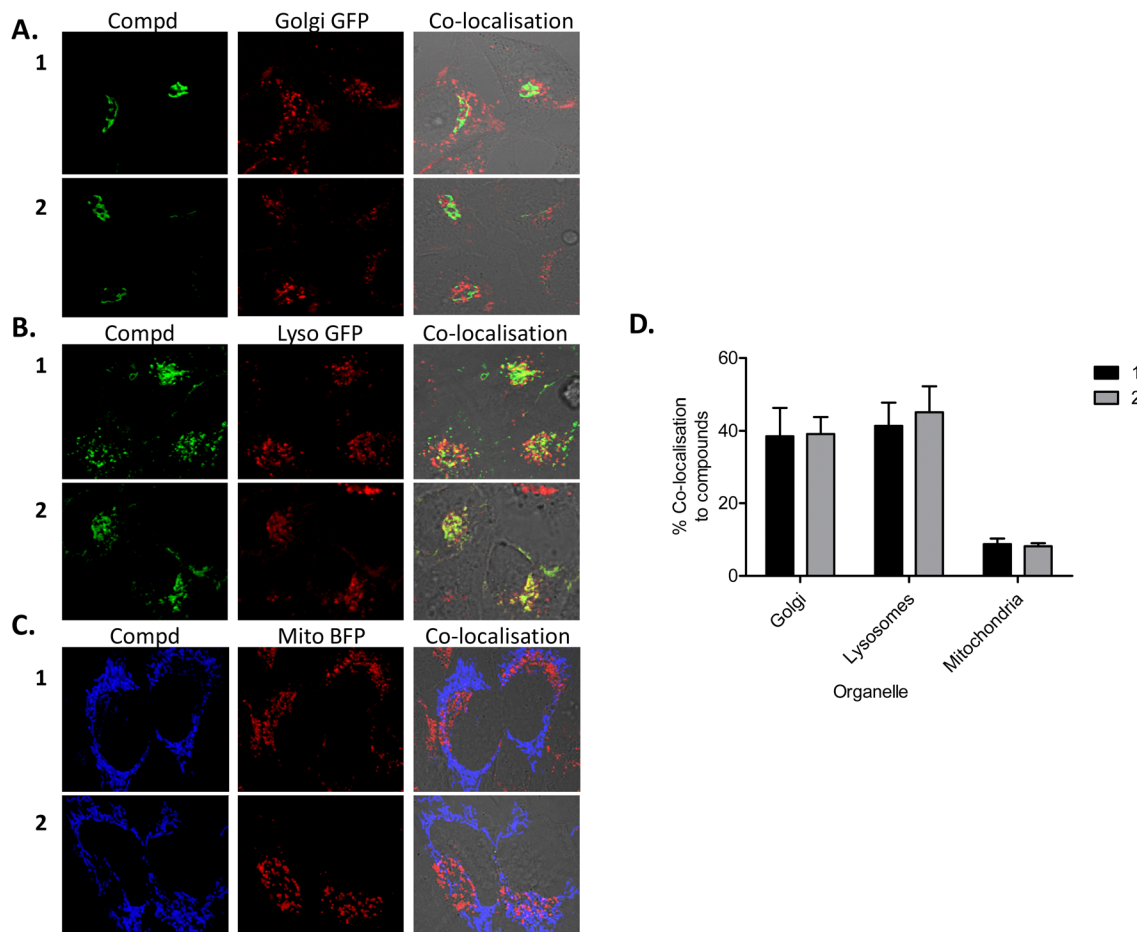 A.
Compd Golgi GFP Co-localisation
1
2
B.
Compd Lyso GFP Co-localisation
1
2
C.
Compd Mito BFP Co-localisation
1
2
D.
% Co-localisation
to compounds
60
40
20
0
Golgi
Lysosomes
Mitochondria
Organelle
1
2